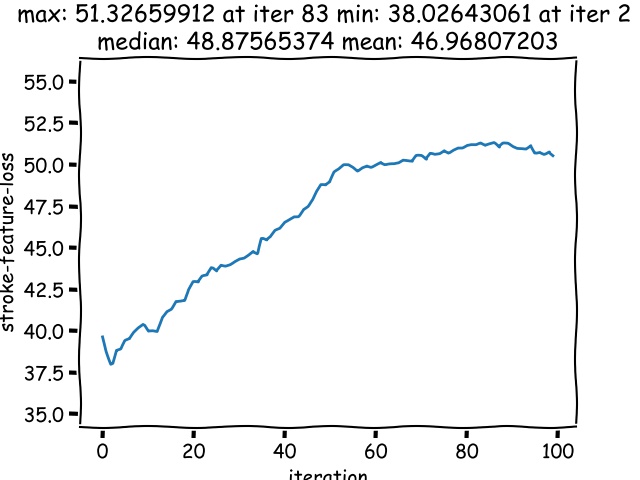 max: 51.32659912 at iter 83 min: 38.02643061 at iter 2
median: 48.87565374 mean: 46.96807203
55.0
52.5
50.0
47.5
45.0
42.5
40.0
37.5
35.0
stroke-feature-loss
0 20 40 60 80 100
iteration